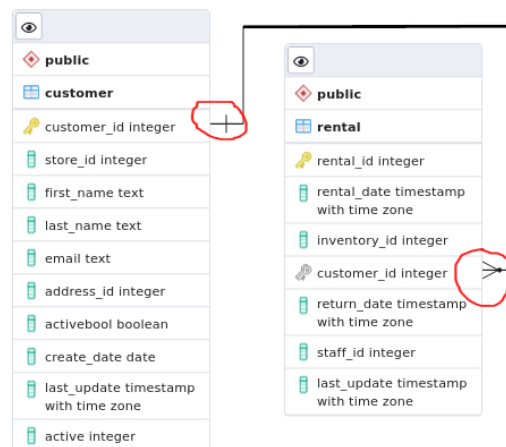 public
customer
customer_id integer
store_id integer
first_name text
last_name text
email text
address_id integer
activebool boolean
create_date date
last_update timestamp
with time zone
active integer
public
rental
rental_id integer
rental_date timestamp
with time zone
inventory_id integer
customer_id integer
return_date timestamp
with time zone
staff_id integer
last_update timestamp
with time zone